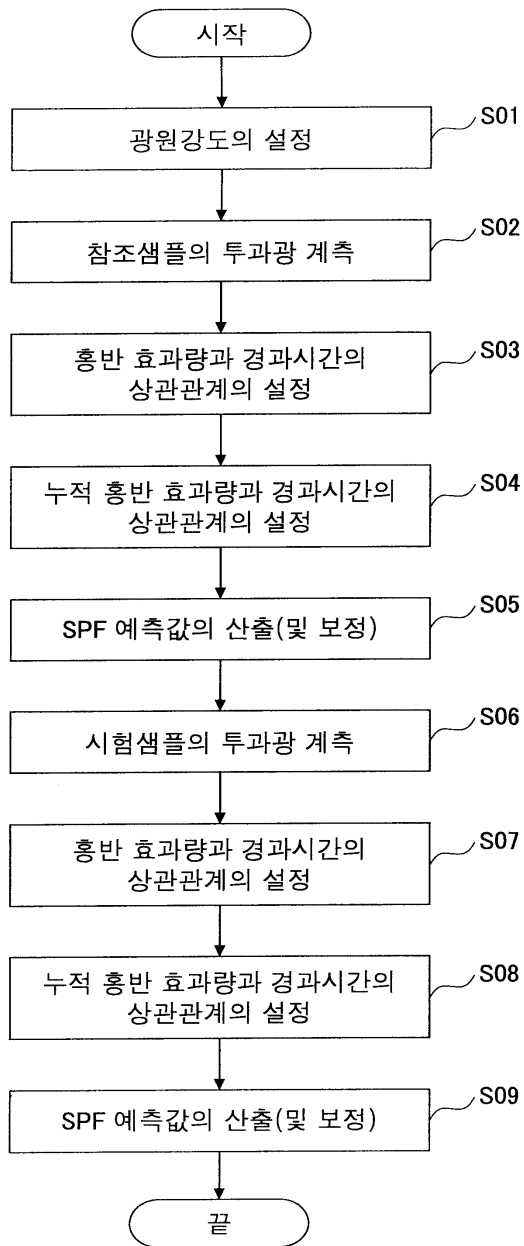 시작
광원강도의 설정
S01
참조샘플의 투과광 계측
S02
홍반 효과량과 경과시간의
상관관계의 설정
S03
누적 홍반 효과량과 경과시간의
상관관계의 설정
S04
SPF 예측값의 산출(및 보정)
S05
시험샘플의 투과광 계측
S06
홍반 효과량과 경과시간의
상관관계의 설정
S07
누적 홍반 효과량과 경과시간의
상관관계의 설정
S08
SPF 예측값의 산출(및 보정)
S09
끝